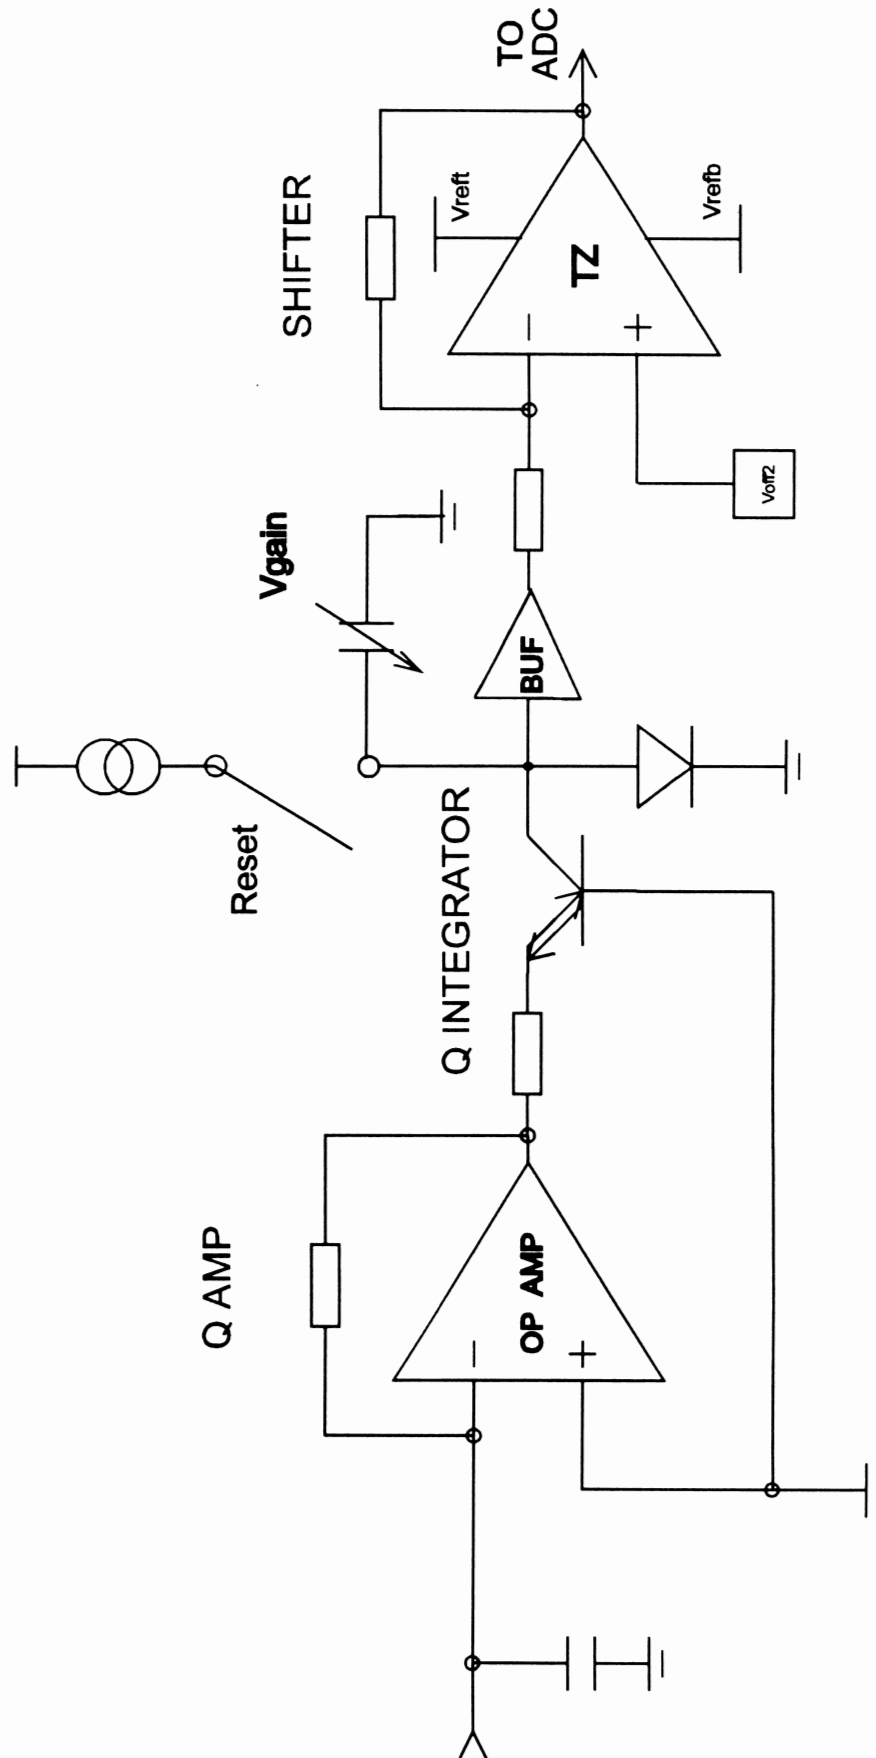 Q AMP
OP AMP
−
+
Q INTEGRATOR
Reset
Vgain
BUF
SHIFTER
TZ
−
+
Vreft
Vrefb
Voff2
TO
ADC